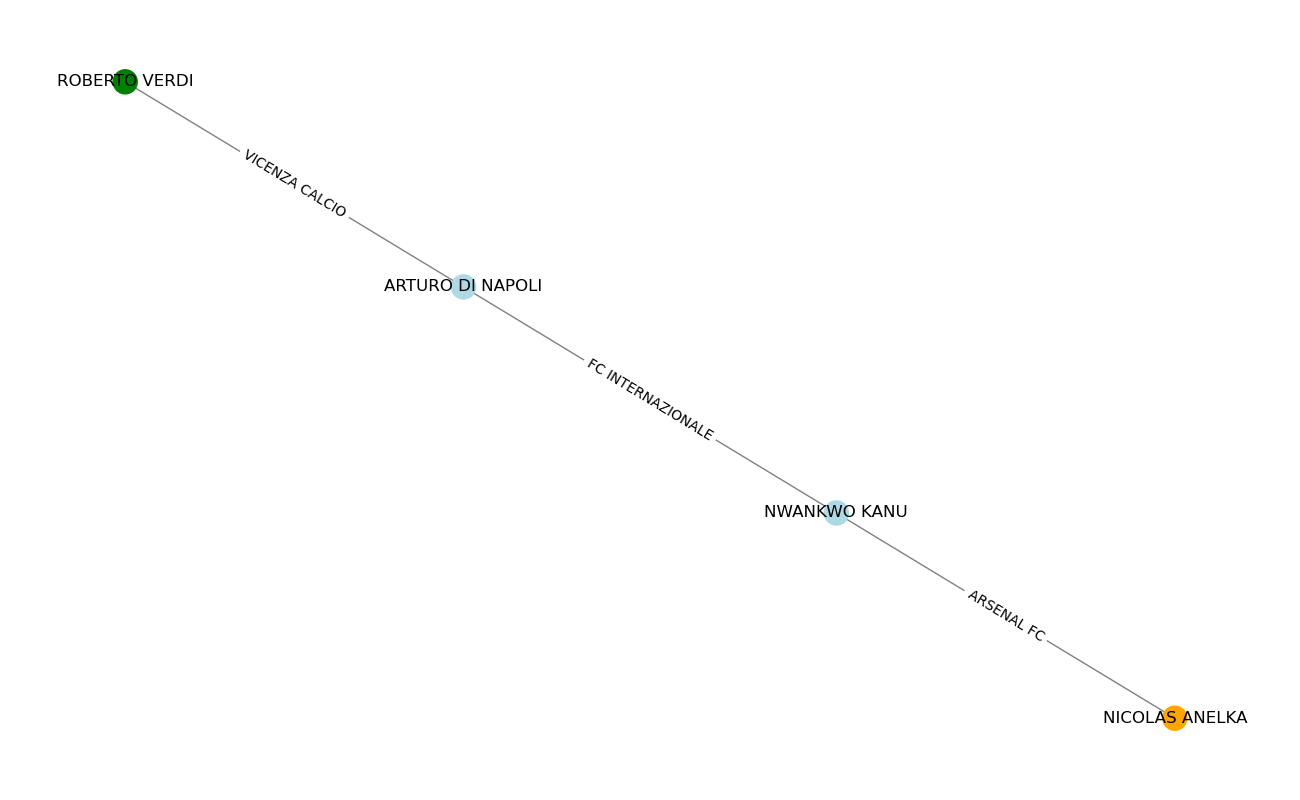 ROBERTO VERDI
VICENZA CALCIO
ARTURO DI NAPOLI
FC INTERNAZIONALE
NWANKWO KANU
ARSENAL FC
NICOLAS ANELKA